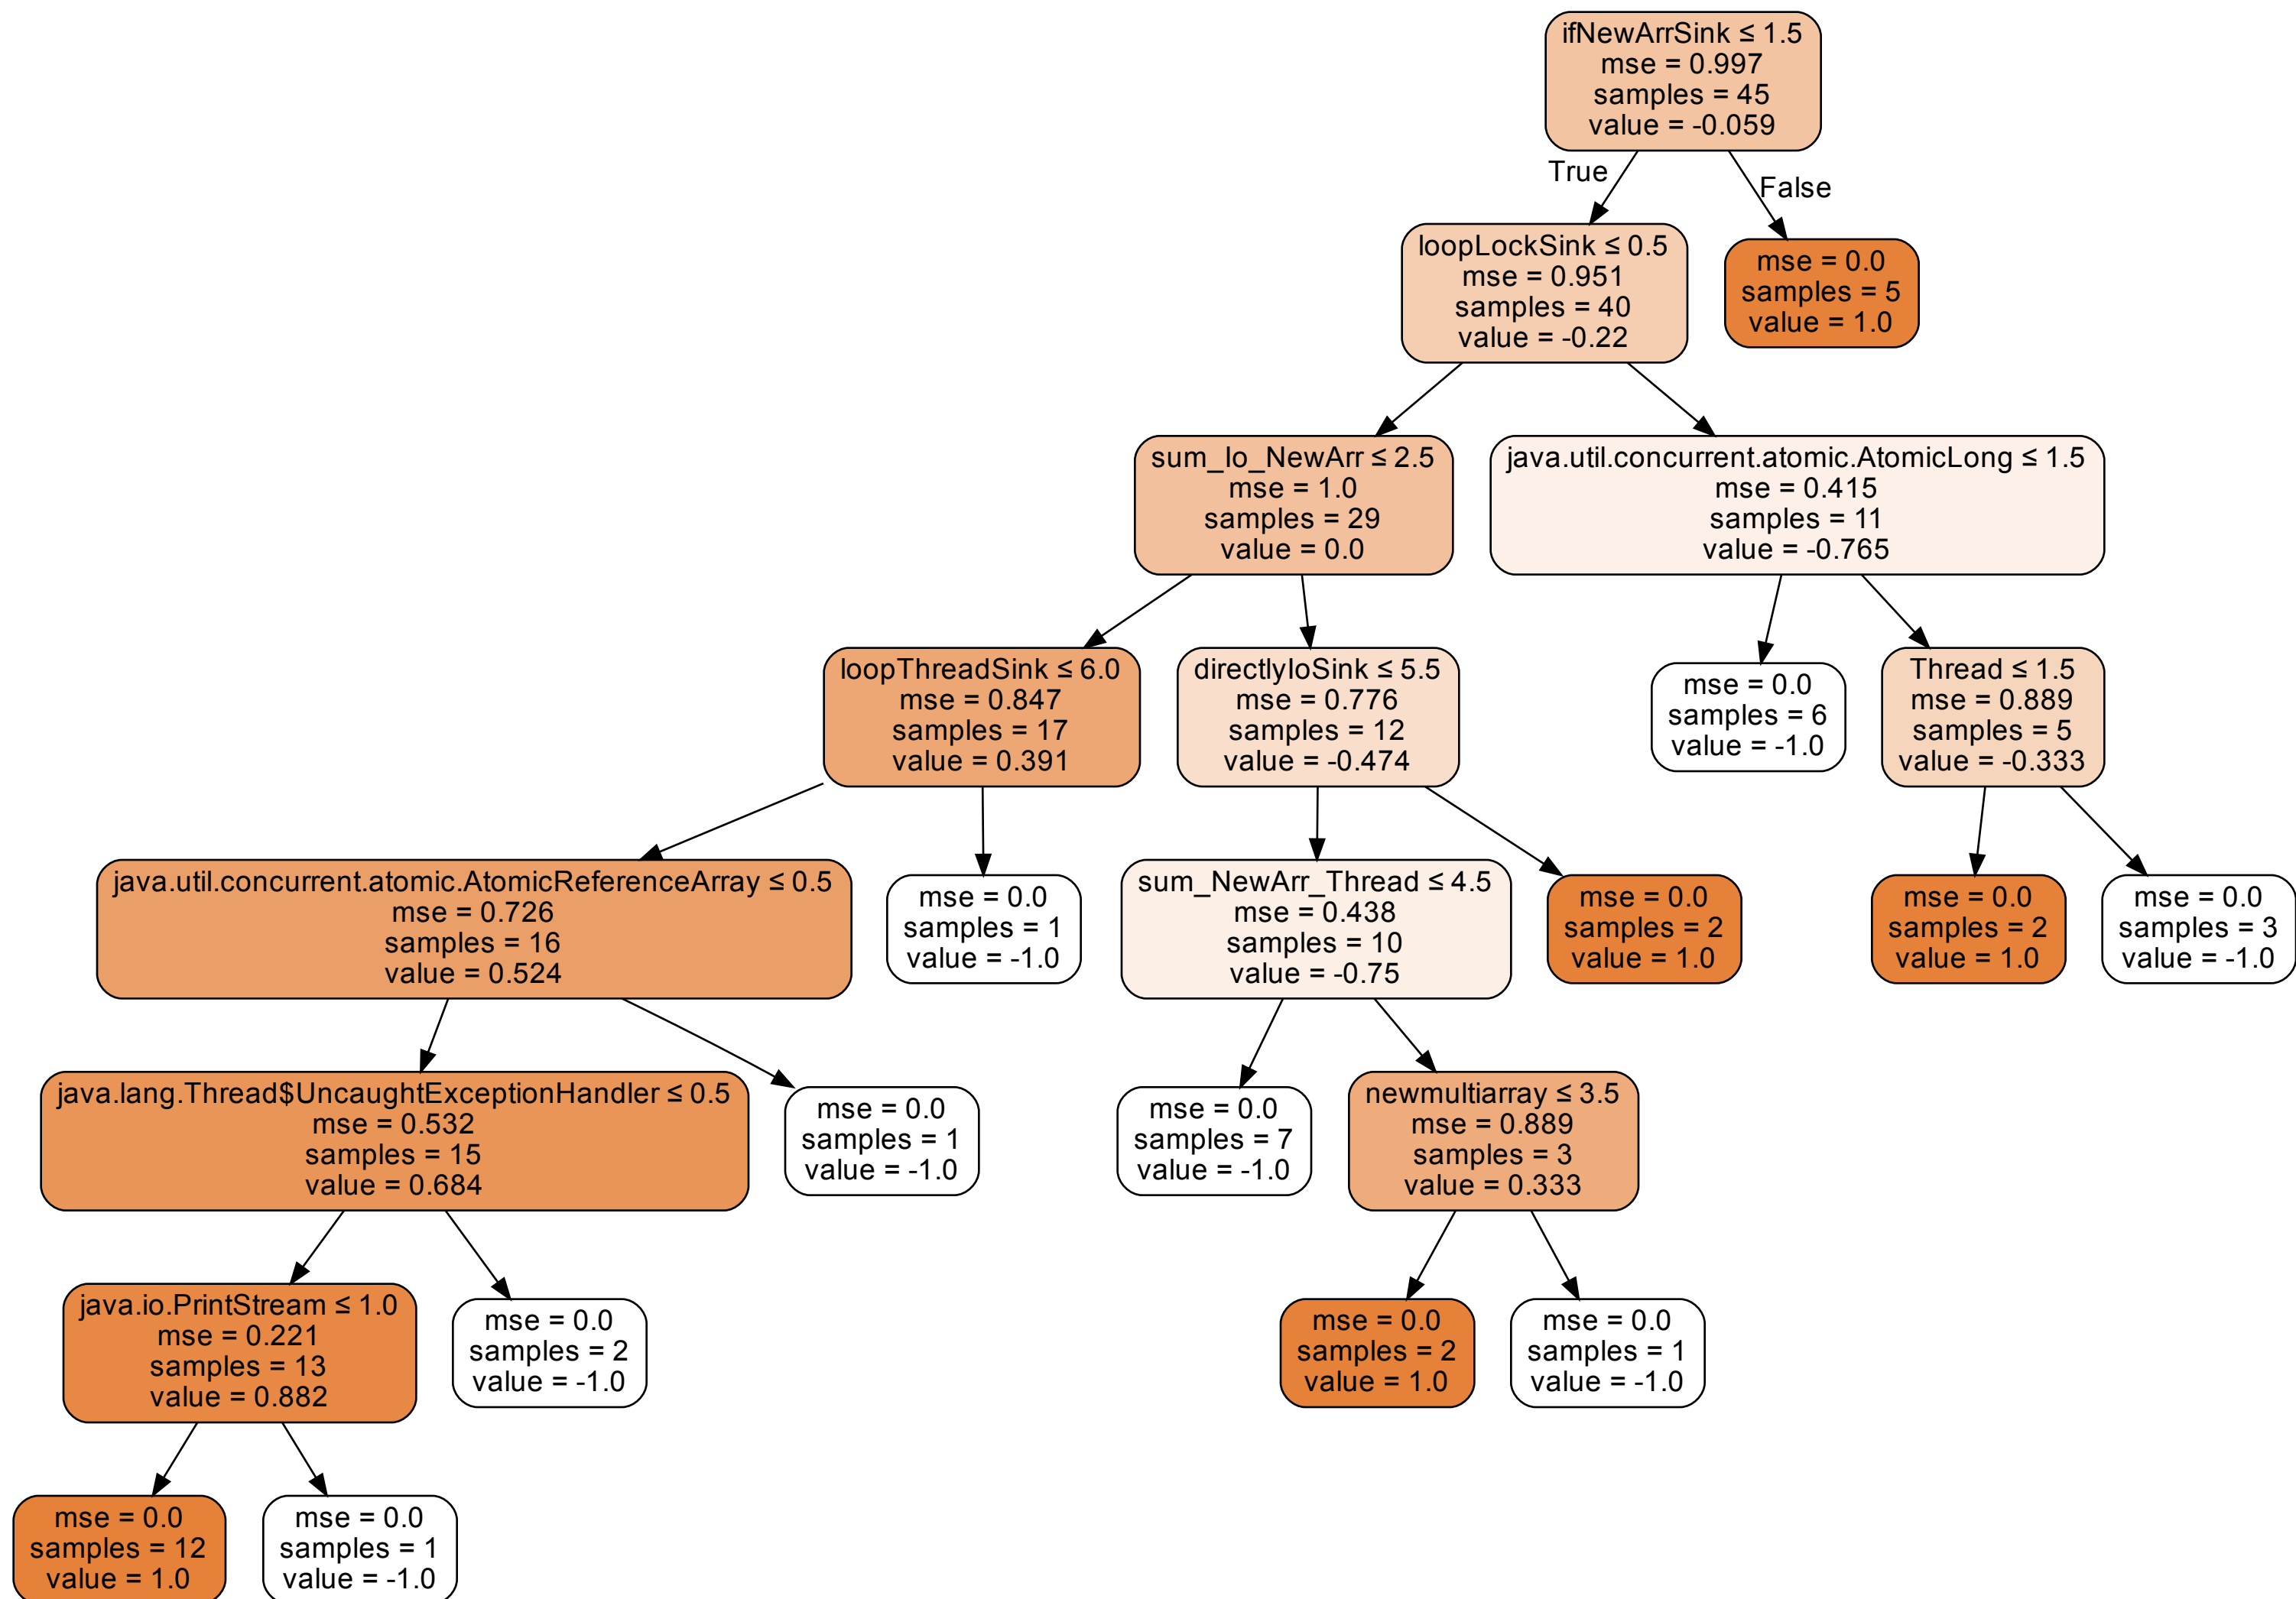 ifNewArrSink ≤ 1.5
mse = 0.997
samples = 45
value = -0.059
True
False
loopLockSink ≤ 0.5
mse = 0.951
samples = 40
value = -0.22
mse = 0.0
samples = 5
value = 1.0
sum_Io_NewArr ≤ 2.5
mse = 1.0
samples = 29
value = 0.0
java.util.concurrent.atomic.AtomicLong ≤ 1.5
mse = 0.415
samples = 11
value = -0.765
loopThreadSink ≤ 6.0
mse = 0.847
samples = 17
value = 0.391
directlyIoSink ≤ 5.5
mse = 0.776
samples = 12
value = -0.474
mse = 0.0
samples = 6
value = -1.0
Thread ≤ 1.5
mse = 0.889
samples = 5
value = -0.333
java.util.concurrent.atomic.AtomicReferenceArray ≤ 0.5
mse = 0.726
samples = 16
value = 0.524
mse = 0.0
samples = 1
value = -1.0
sum_NewArr_Thread ≤ 4.5
mse = 0.438
samples = 10
value = -0.75
mse = 0.0
samples = 2
value = 1.0
mse = 0.0
samples = 2
value = 1.0
mse = 0.0
samples = 3
value = -1.0
java.lang.Thread$UncaughtExceptionHandler ≤ 0.5
mse = 0.532
samples = 15
value = 0.684
mse = 0.0
samples = 1
value = -1.0
mse = 0.0
samples = 7
value = -1.0
newmultiarray ≤ 3.5
mse = 0.889
samples = 3
value = 0.333
java.io.PrintStream ≤ 1.0
mse = 0.221
samples = 13
value = 0.882
mse = 0.0
samples = 2
value = -1.0
mse = 0.0
samples = 2
value = 1.0
mse = 0.0
samples = 1
value = -1.0
mse = 0.0
samples = 12
value = 1.0
mse = 0.0
samples = 1
value = -1.0